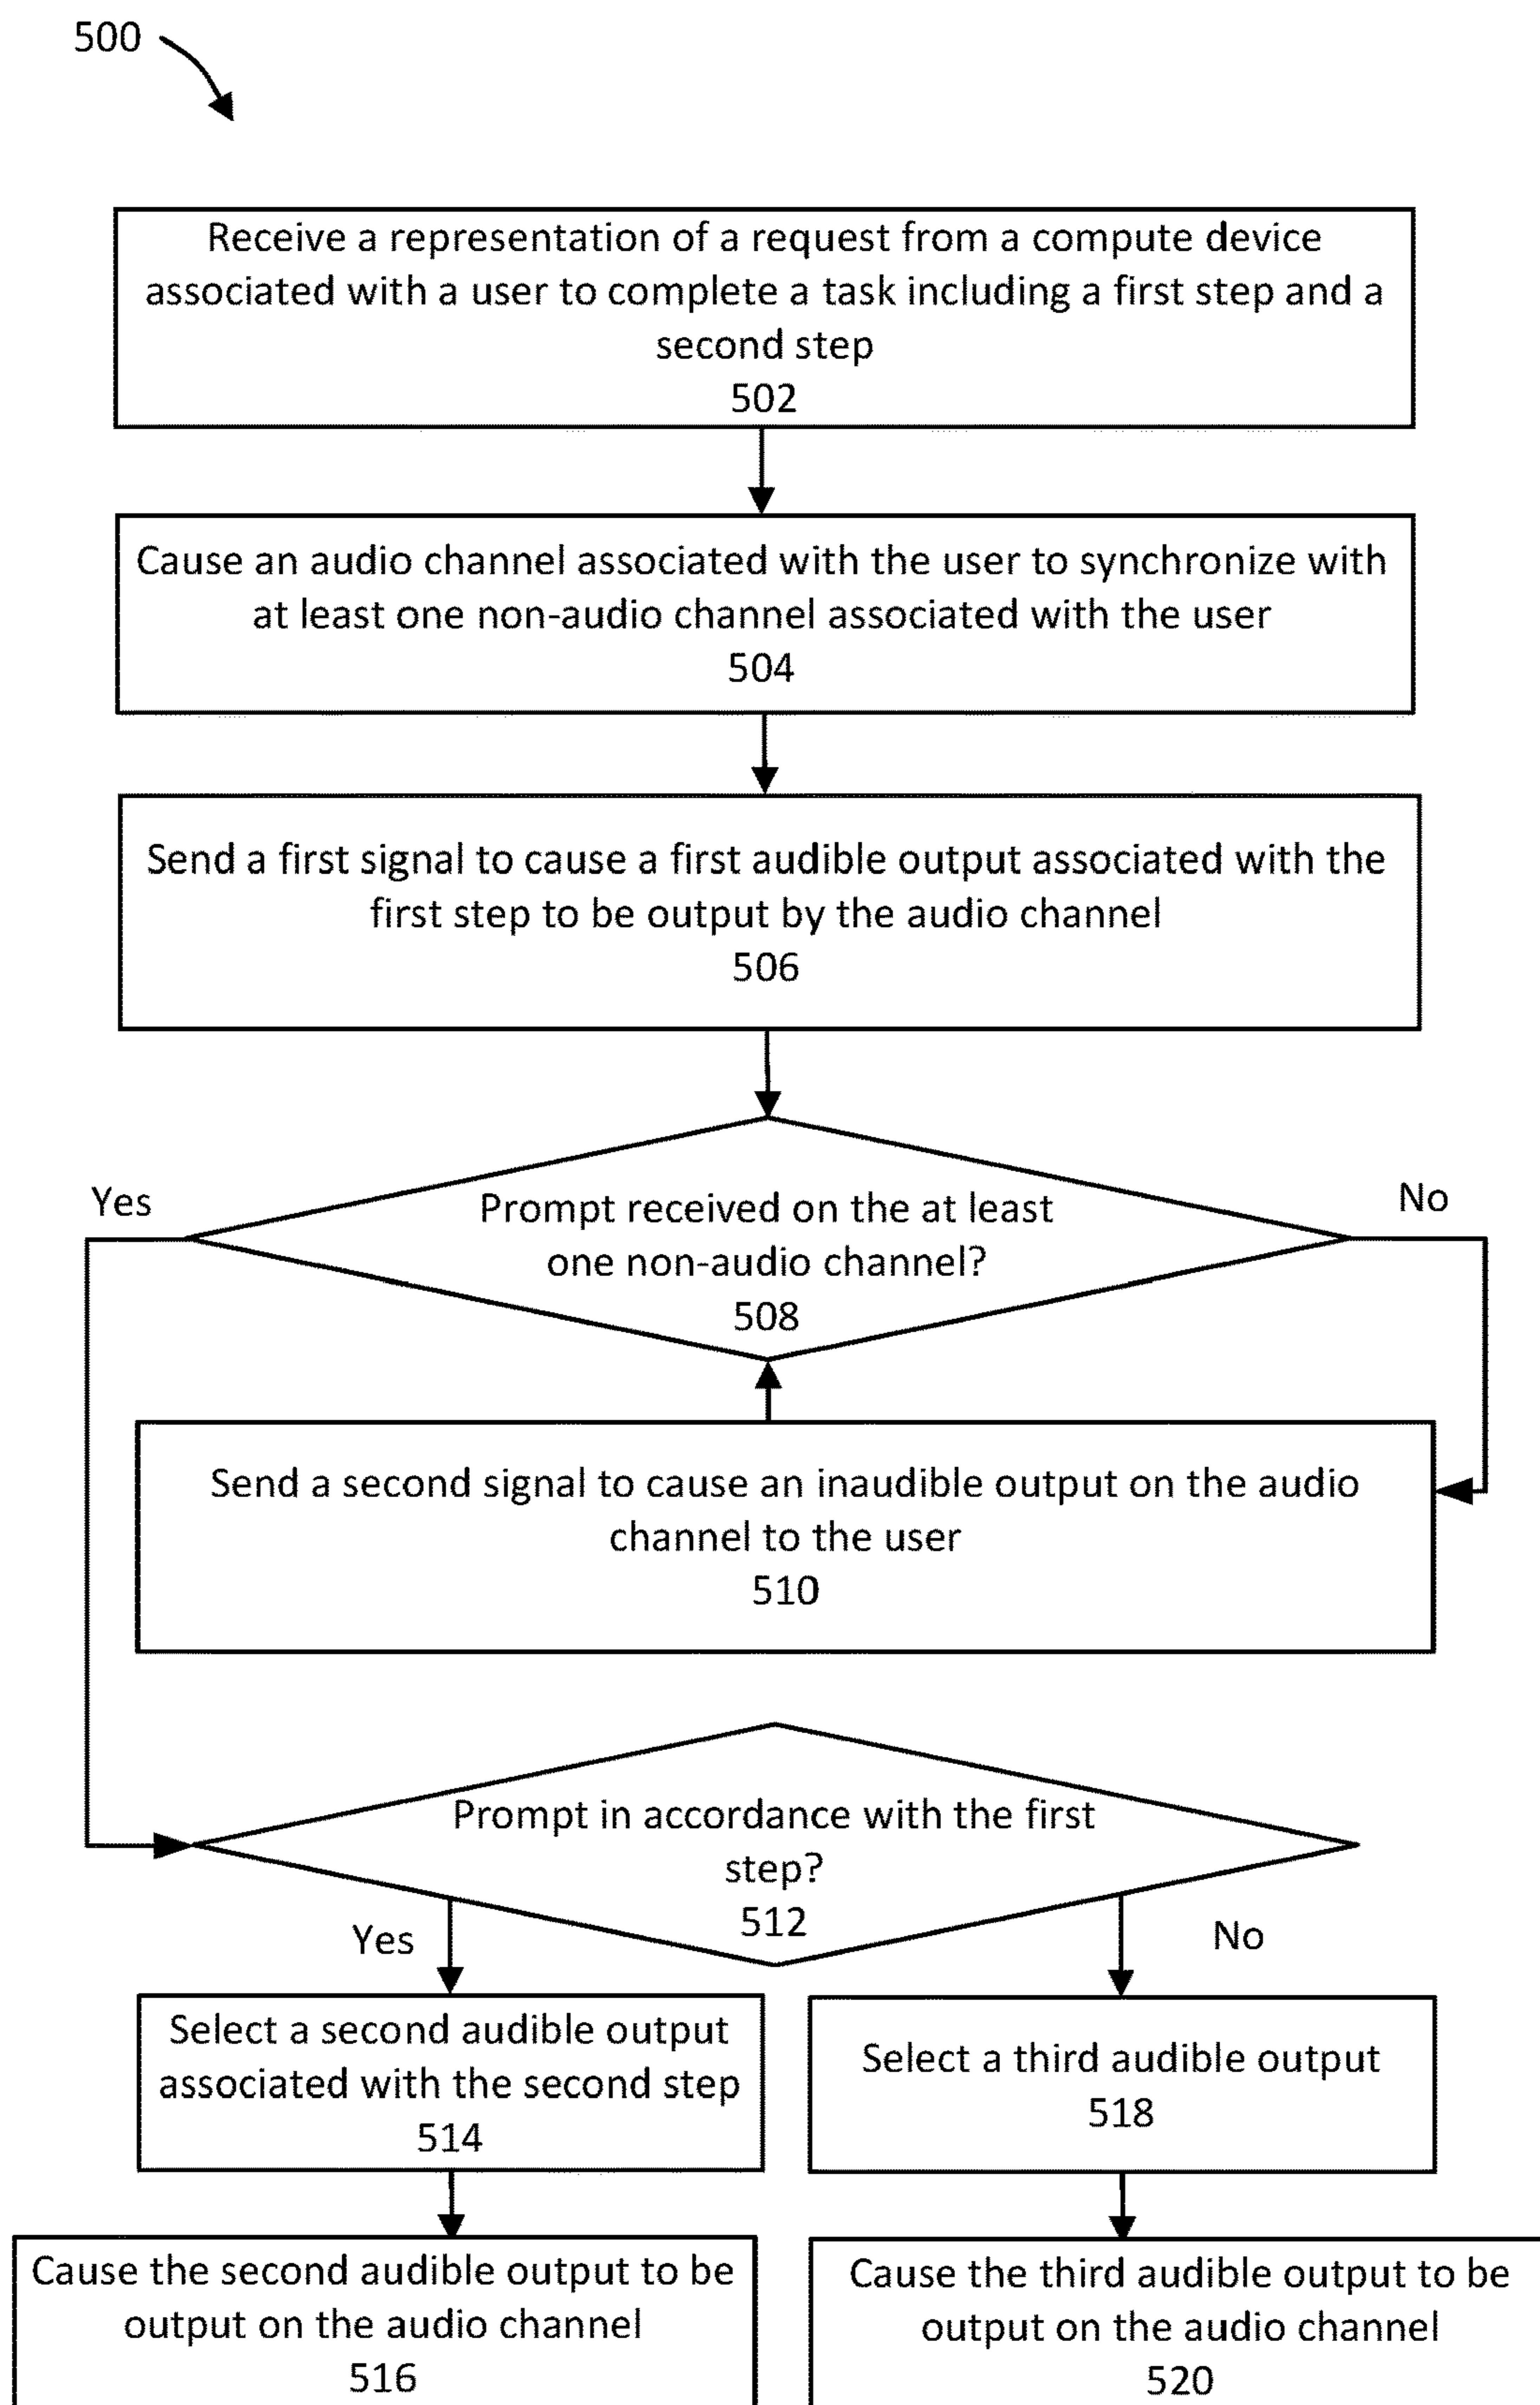 500
Receive a representation of a request from a compute device
associated with a user to complete a task including a first step and a
second step
502
Cause an audio channel associated with the user to synchronize with
at least one non-audio channel associated with the user
504
Send a first signal to cause a first audible output associated with the
first step to be output by the audio channel
506
Yes
No
Prompt received on the at least
one non-audio channel?
508
Send a second signal to cause an inaudible output on the audio
channel to the user
510
Prompt in accordance with the first
step?
512
Yes
No
Select a second audible output
associated with the second step
514
Select a third audible output
518
Cause the second audible output to be
output on the audio channel
516
Cause the third audible output to be
output on the audio channel
520